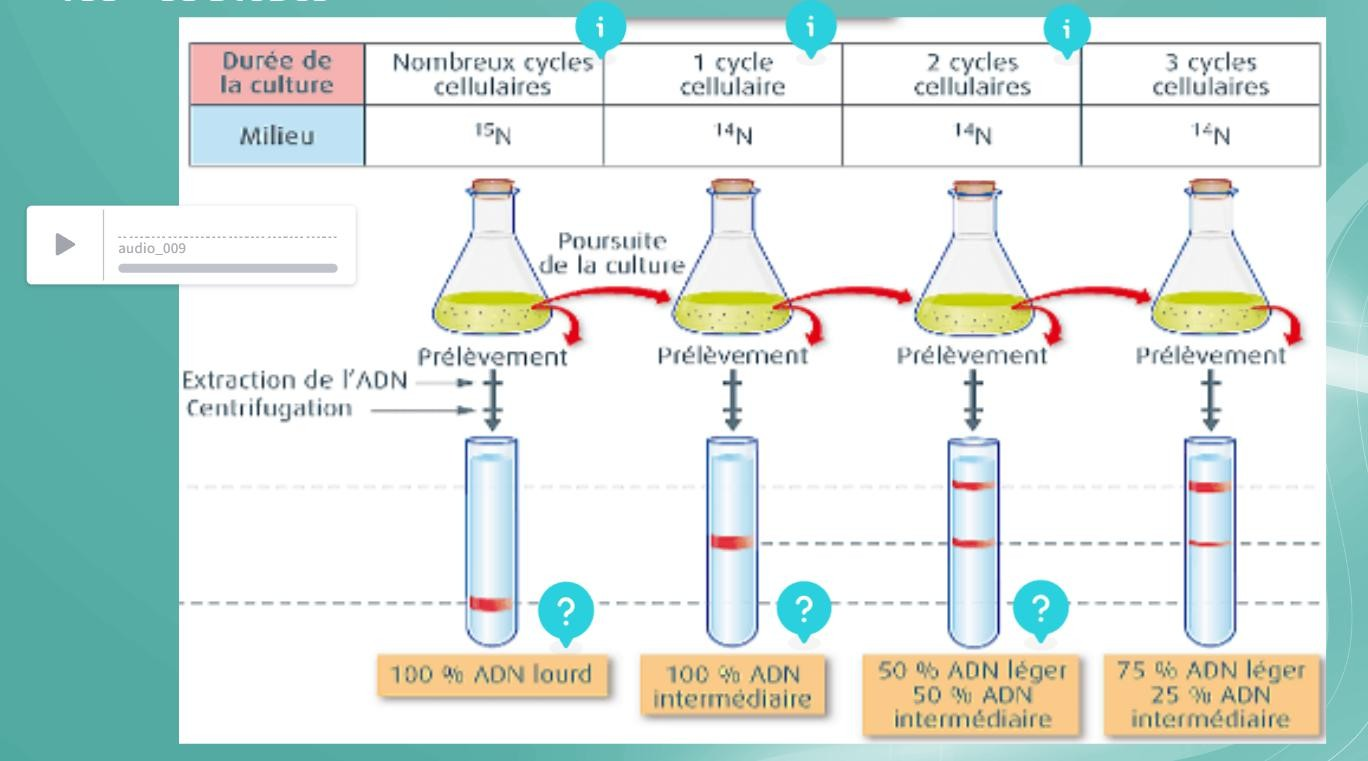 Durée de
la culture
Nombreux cycles
cellulaires
1 cycle
cellulaire
2 cycles
cellulaires
3 cycles
cellulaires
Milieu
¹⁵N
¹⁴N
¹⁴N
¹⁴N
audio_009
Poursuite
de la culture
Prélèvement
Prélèvement
Prélèvement
Prélèvement
Extraction de l'ADN
Centrifugation
100 % ADN lourd
100 % ADN
intermédiaire
50 % ADN léger
50 % ADN
intermédiaire
75 % ADN léger
25 % ADN
intermédiaire